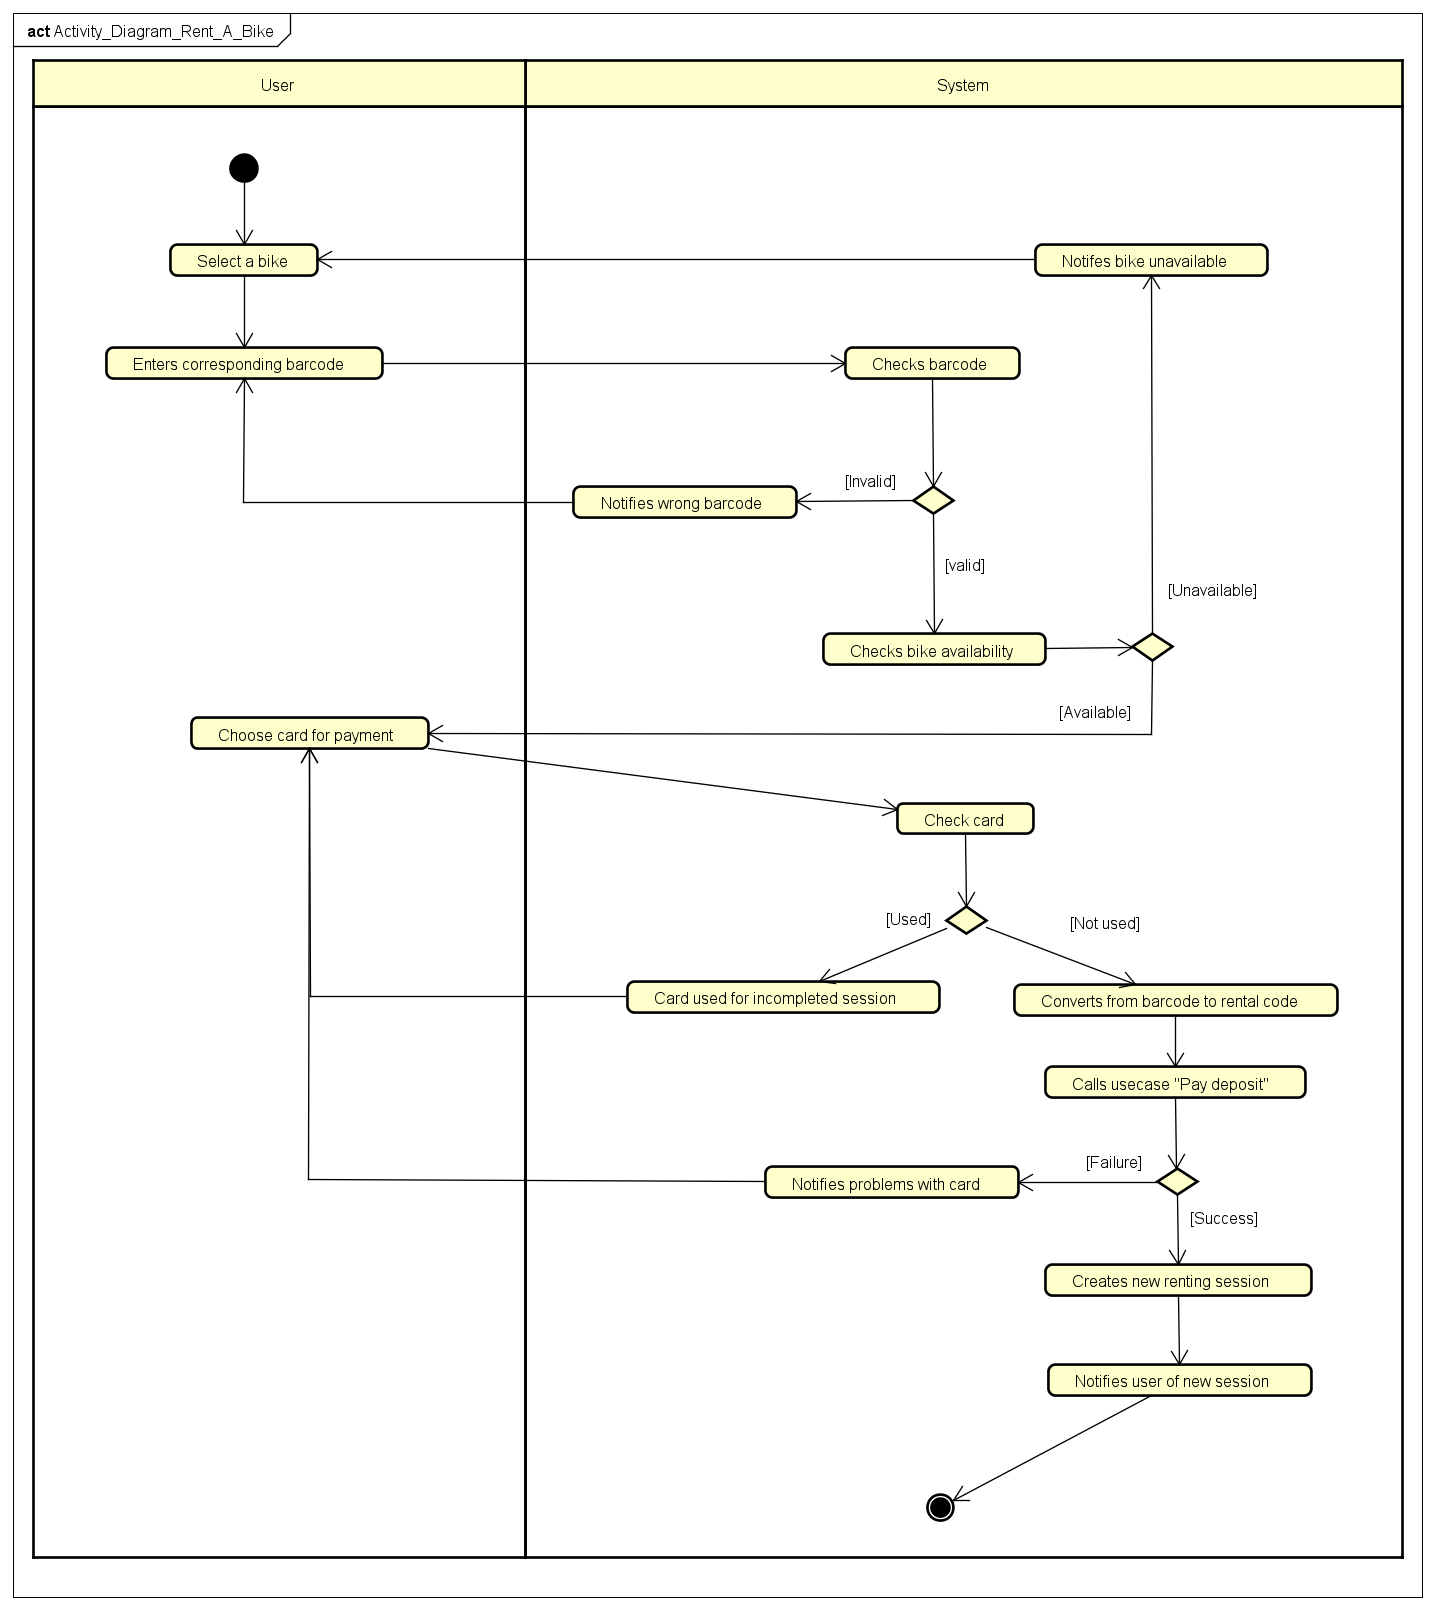 act Activity_Diagram_Rent_A_Bike
User
System
Select a bike
Notifes bike unavailable
Enters corresponding barcode
Checks barcode
[Invalid]
Notifies wrong barcode
[valid]
[Unavailable]
Checks bike availability
[Available]
Choose card for payment
Check card
[Used]
[Not used]
Card used for incompleted session
Converts from barcode to rental code
Calls usecase "Pay deposit"
[Failure]
Notifies problems with card
[Success]
Creates new renting session
Notifies user of new session